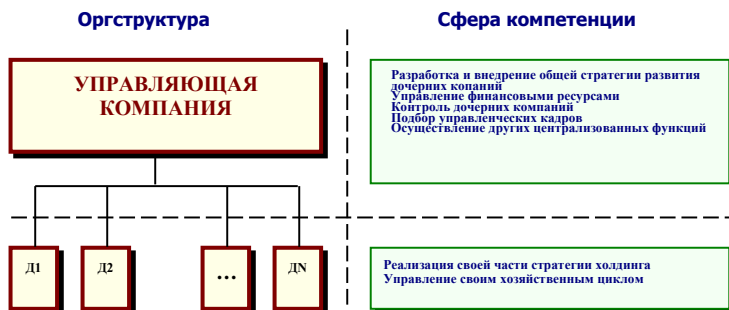 Оргструктура
Сфера компетенции
УПРАВЛЯЮЩАЯ
КОМПАНИЯ
Разработка и внедрение общей стратегии развития
дочерних копаний
Управление финансовыми ресурсами
Контроль дочерних компаний
Подбор управленческих кадров
Осуществление других централизованных функций
Д1
Д2
...
ДN
Реализация своей части стратегии холдинга
Управление своим хозяйственным циклом